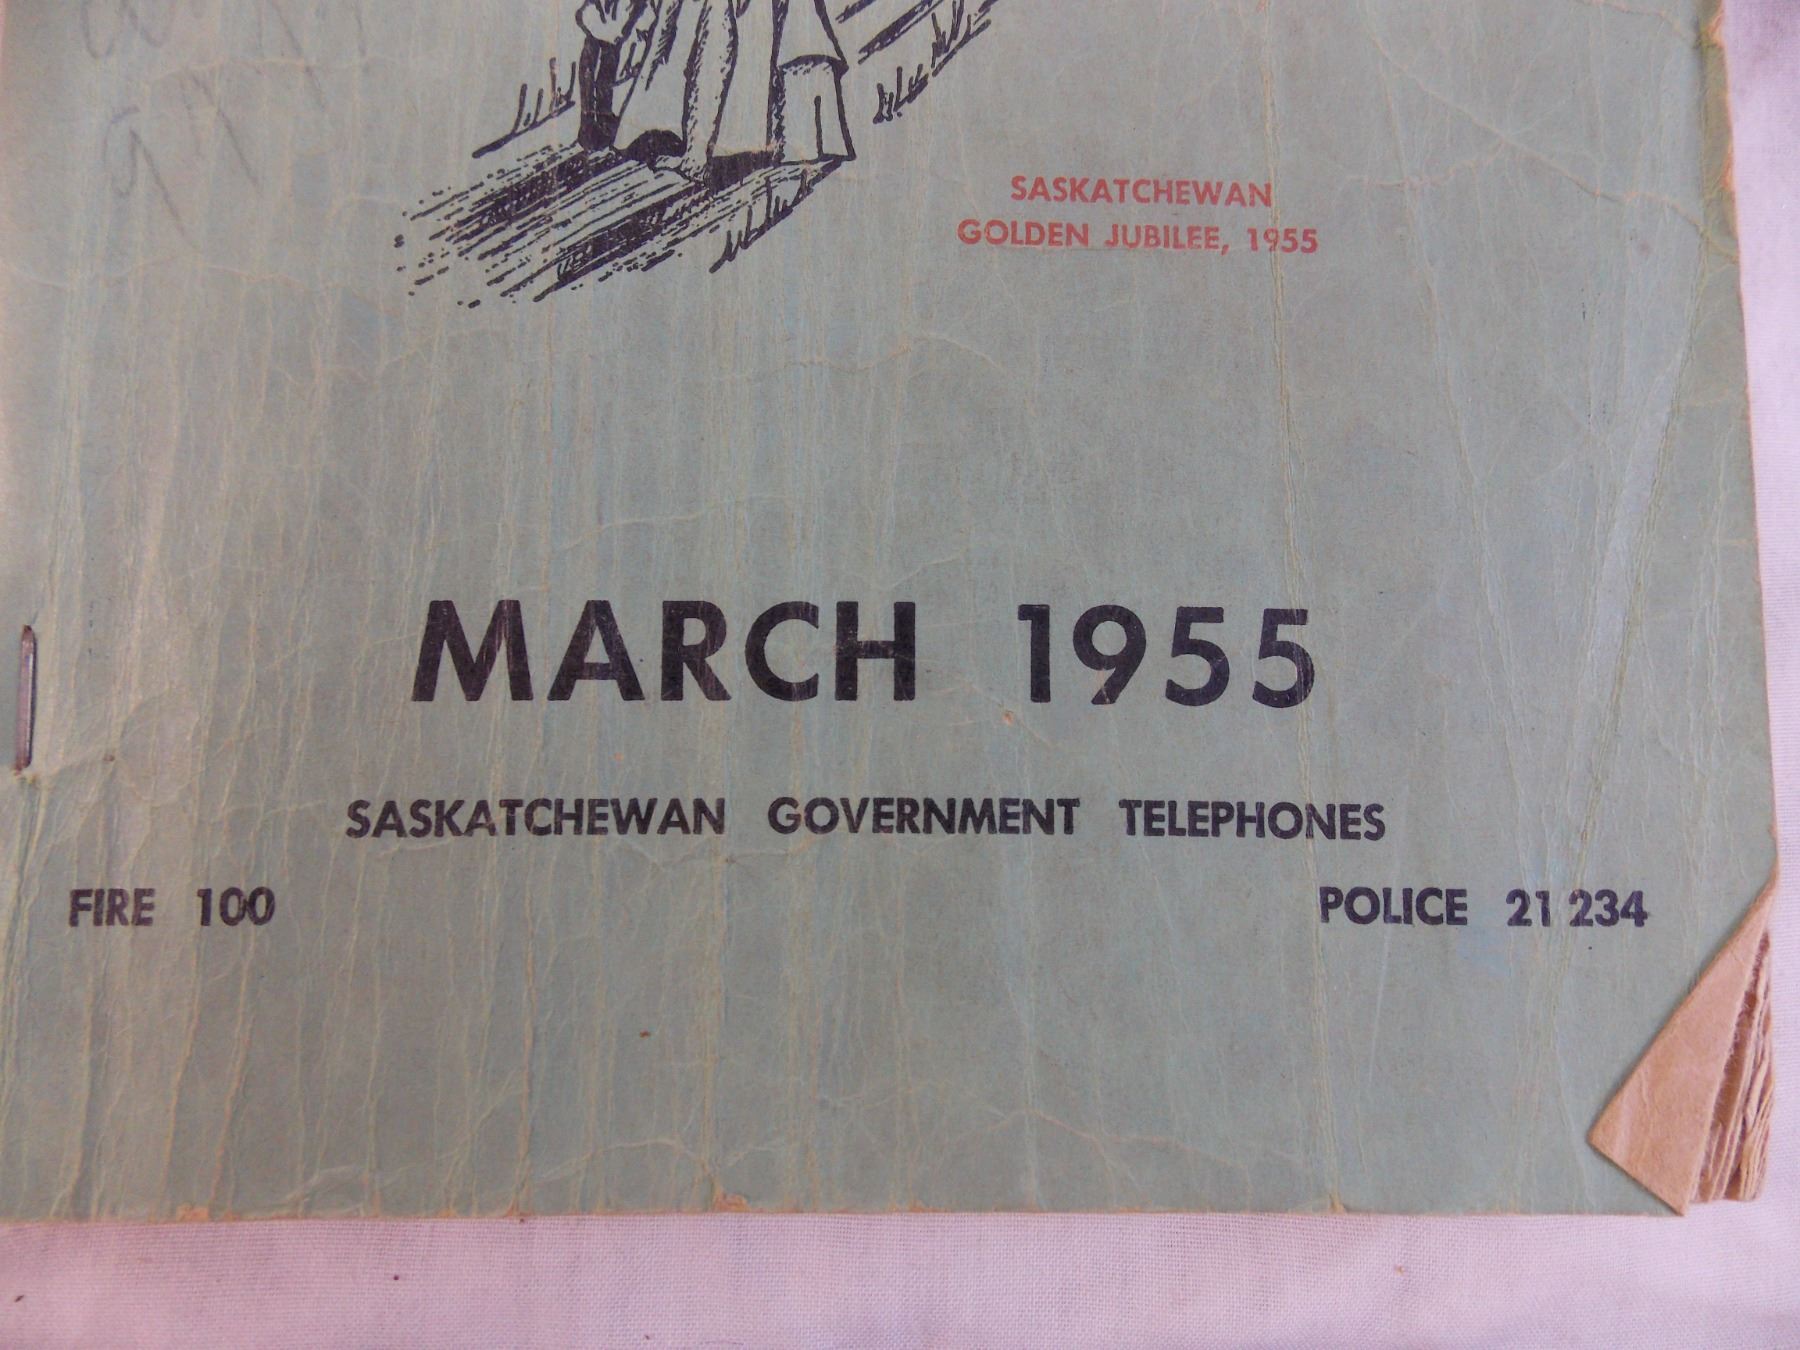 SASKATCHEWAN
GOLDEN JUBILEE, 1955
MARCH 1955
SASKATCHEWAN GOVERNMENT TELEPHONES
FIRE 100
POLICE 21 234